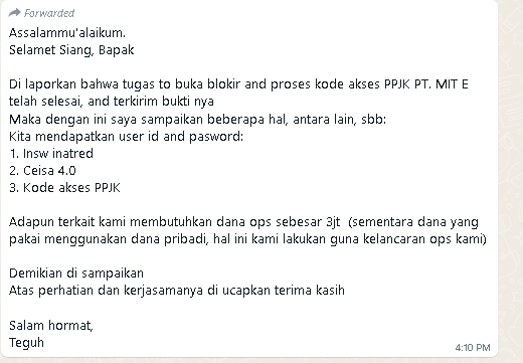 Forwarded
Assalammu'alaikum.
Selamet Siang, Bapak
Di laporkan bahwa tugas to buka blokir and proses kode akses PPJK PT. MIT E
telah selesai, and terkirim bukti nya
Maka dengan ini saya sampaikan beberapa hal, antara lain, sbb:
Kita mendapatkan user id and pasword:
1. Insw inatred
2. Ceisa 4.0
3. Kode akses PPJK
Adapun terkait kami membutuhkan dana ops sebesar 3jt (sementara dana yang
pakai menggunakan dana pribadi, hal ini kami lakukan guna kelancaran ops kami)
Demikian di sampaikan
Atas perhatian dan kerjasamanya di ucapkan terima kasih
Salam hormat,
Teguh
4:10 PM